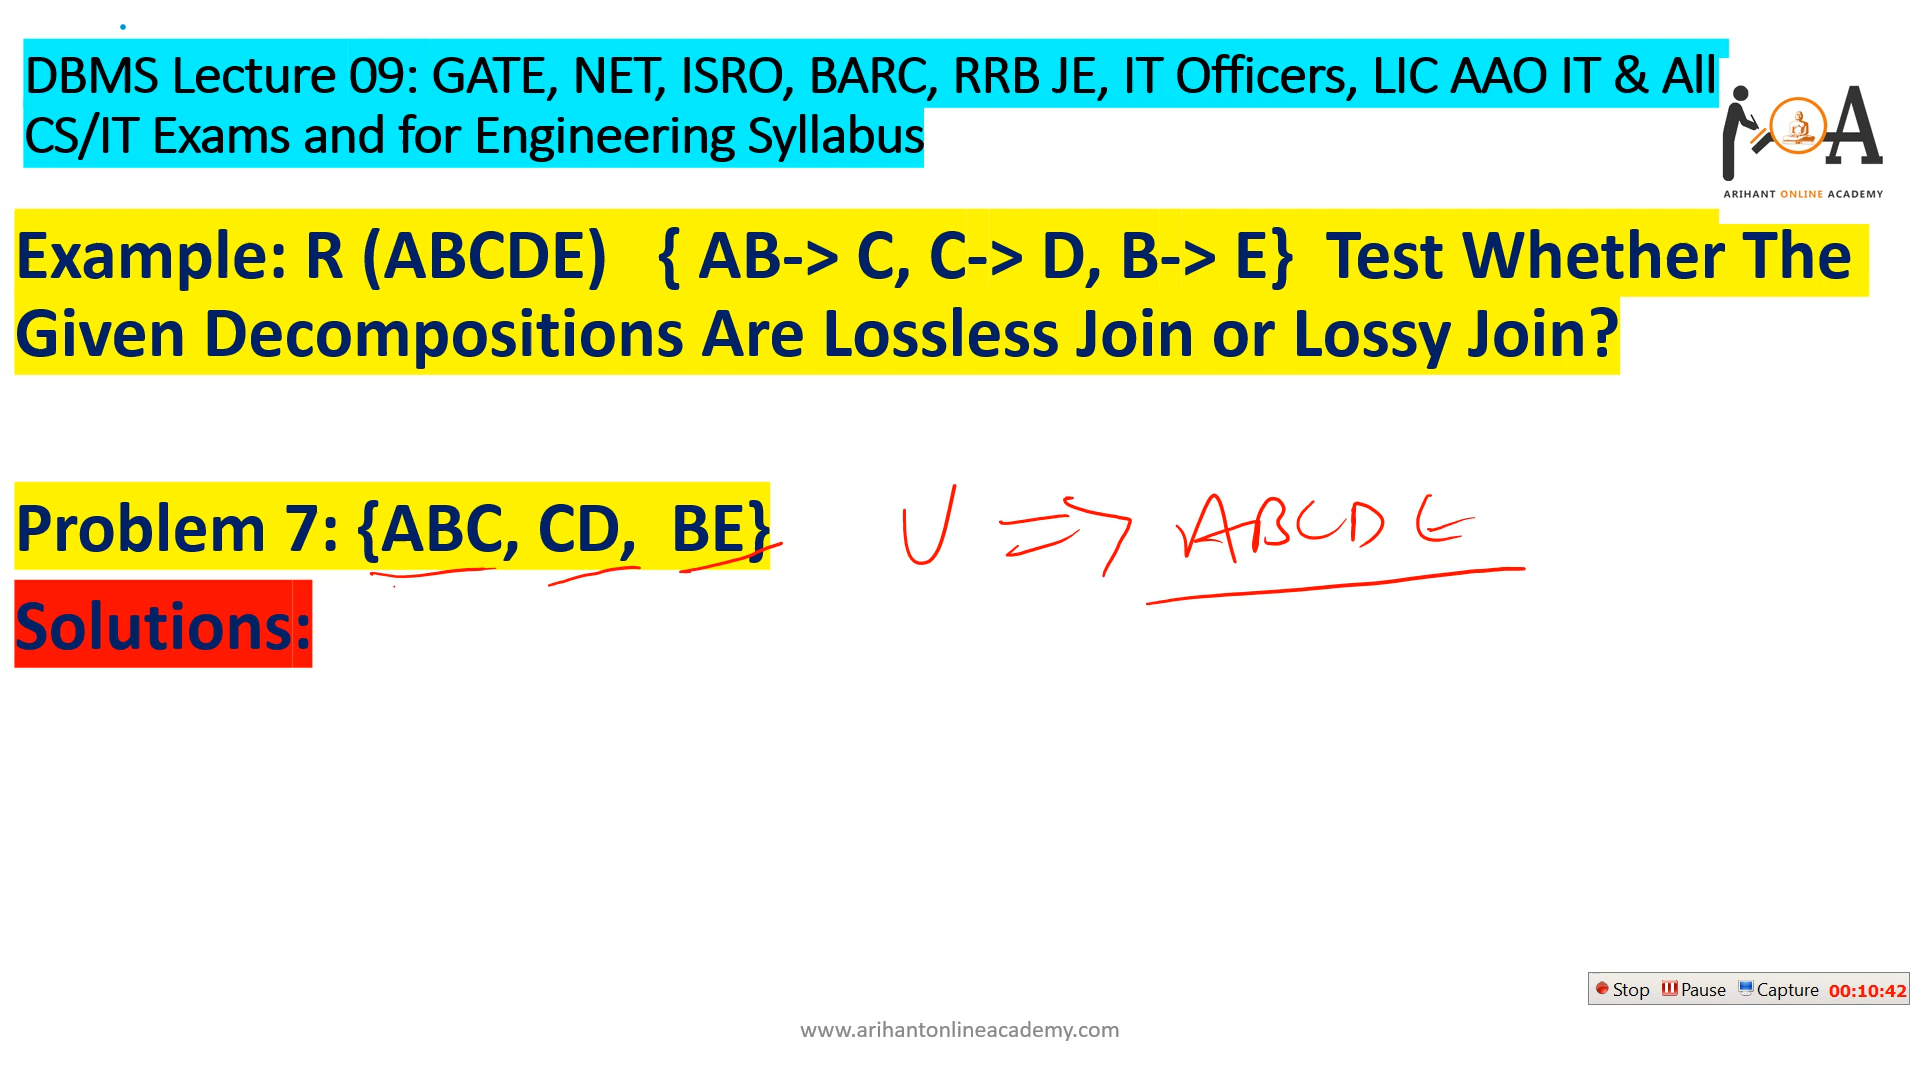 DBMS Lecture 09: GATE, NET, ISRO, BARC, RRB JE, IT Officers, LIC AAO IT & All
CS/IT Exams and for Engineering Syllabus
A
ARIHANT ONLINE ACADEMY
Example: R (ABCDE) { AB-> C, C-> D, B-> E} Test Whether The
Given Decompositions Are Lossless Join or Lossy Join?
Problem 7: {ABC, CD, BE}
U => ABCDE
Solutions:
Stop Pause Capture 00:10:42
www.arihantonlineacademy.com